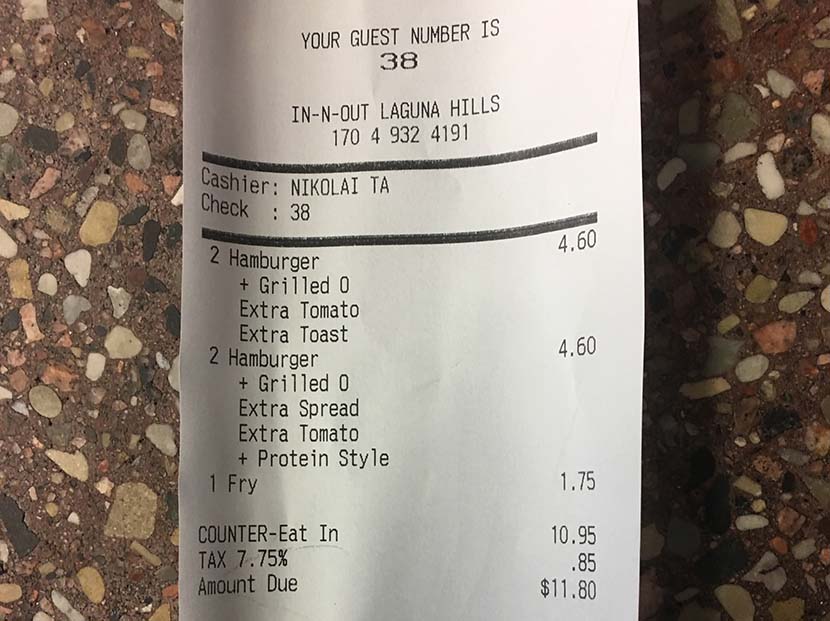 YOUR GUEST NUMBER IS
38
IN-N-OUT LAGUNA HILLS
170 4 932 4191
Cashier: NIKOLAI TA
Check : 38
2 Hamburger 4.60
+ Grilled O
Extra Tomato
Extra Toast
2 Hamburger 4.60
+ Grilled O
Extra Spread
Extra Tomato
+ Protein Style
1 Fry 1.75
COUNTER-Eat In 10.95
TAX 7.75% .85
Amount Due $11.80